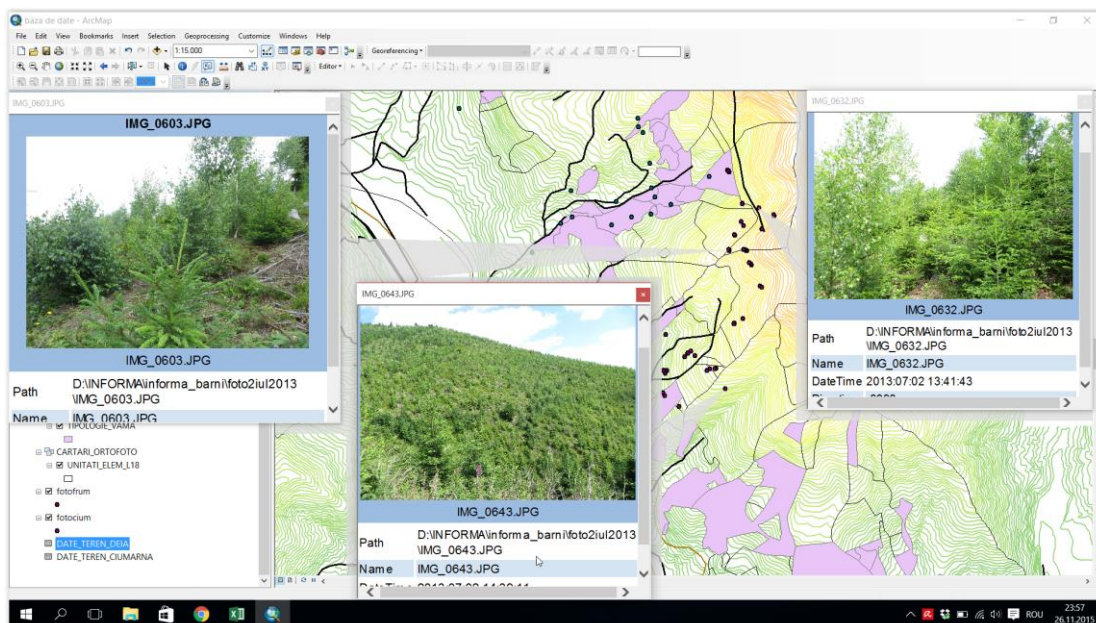 baza de date - ArcMap
File Edit View Bookmarks Insert Selection Geoprocessing Customize Windows Help
1:15.000
Georeferencing
Editor
IMG_0603.JPG
IMG_0603.JPG
IMG_0603.JPG
Path D:\INFORMA\informa_barni\foto2iul2013
\IMG_0603.JPG
Name IMG_0603.JPG
IMG_0632.JPG
IMG_0632.JPG
Path D:\INFORMA\informa_barni\foto2iul2013
\IMG_0632.JPG
Name IMG_0632.JPG
DateTime 2013:07:02 13:41:43
IMG_0643.JPG
IMG_0643.JPG
Path D:\INFORMA\informa_barni\foto2iul2013
\IMG_0643.JPG
Name IMG_0643.JPG
TIPOLOGIE_VAMA
CARTARI_ORTOFOTO
UNITATI_ELEM_L18
fotofrum
fotocium
DATE_TEREN_DEIA
DATE_TEREN_CIUMARNA
ROU
23:57
26.11.2015